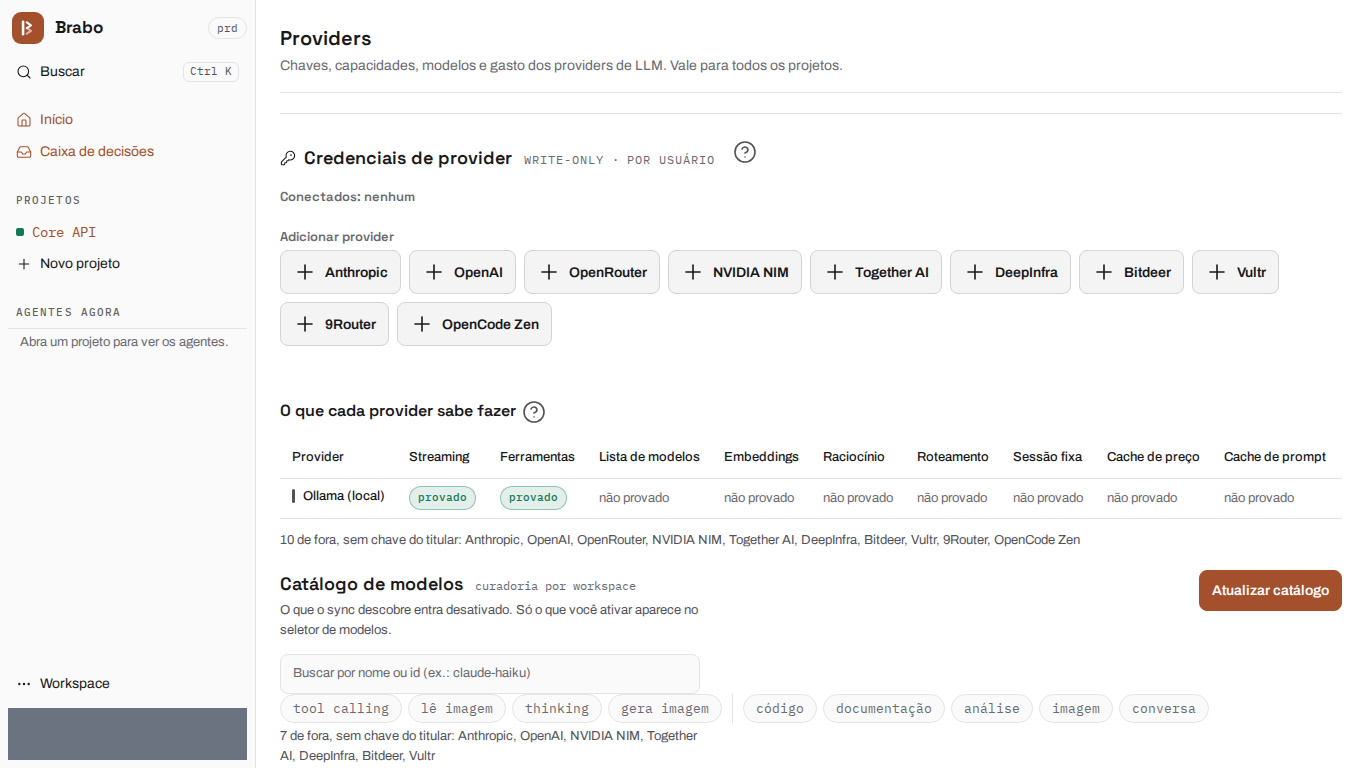 Brabo
prd
Buscar
Ctrl K
Início
Caixa de decisões
PROJETOS
Core API
Novo projeto
AGENTES AGORA
Abra um projeto para ver os agentes.
Workspace
Providers
Chaves, capacidades, modelos e gasto dos providers de LLM. Vale para todos os projetos.
Credenciais de provider WRITE-ONLY · POR USUÁRIO ?
Conectados: nenhum
Adicionar provider
Anthropic OpenAI OpenRouter NVIDIA NIM Together AI DeepInfra Bitdeer Vultr
9Router OpenCode Zen
O que cada provider sabe fazer ?
Provider Streaming Ferramentas Lista de modelos Embeddings Raciocínio Roteamento Sessão fixa Cache de preço Cache de prompt
Ollama (local) provado provado não provado não provado não provado não provado não provado não provado não provado
10 de fora, sem chave do titular: Anthropic, OpenAI, OpenRouter, NVIDIA NIM, Together AI, DeepInfra, Bitdeer, Vultr, 9Router, OpenCode Zen
Catálogo de modelos curadoria por workspace
Atualizar catálogo
O que o sync descobre entra desativado. Só o que você ativar aparece no
seletor de modelos.
Buscar por nome ou id (ex.: claude-haiku)
tool calling lê imagem thinking gera imagem código documentação análise imagem conversa
7 de fora, sem chave do titular: Anthropic, OpenAI, NVIDIA NIM, Together
AI, DeepInfra, Bitdeer, Vultr